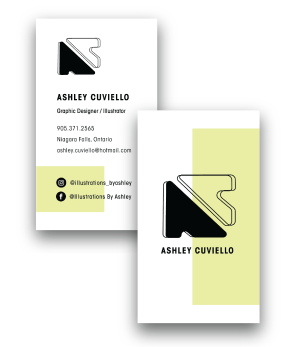 ASHLEY CUVIELLO
Graphic Designer / Illustrator
905.371.2565
Niagara Falls, Ontario
ashley.cuviello@hotmail.com
@illustrations_byashley
@Illustrations By Ashley
ASHLEY CUVIELLO